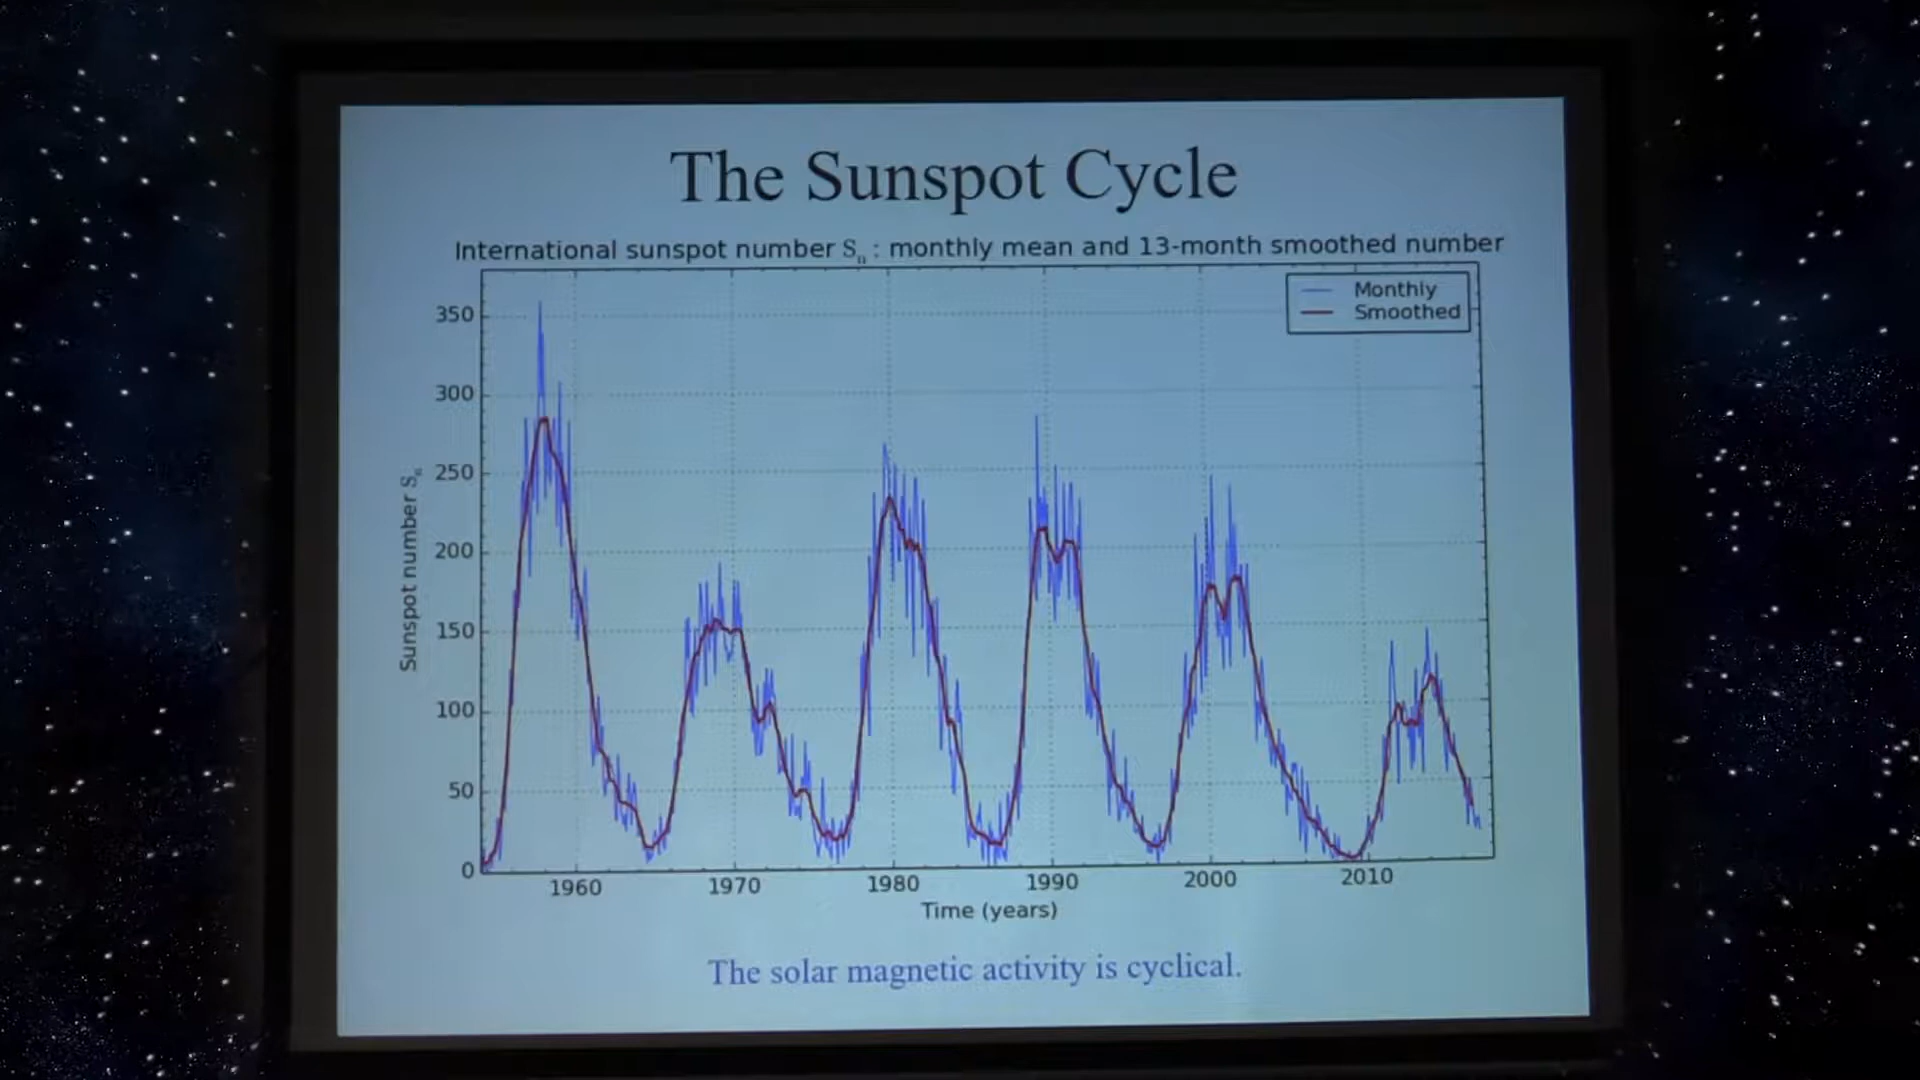 The Sunspot Cycle
International sunspot number Sn : monthly mean and 13-month smoothed number
Monthly
Smoothed
350
300
250
200
150
100
50
0
Sunspot number Sn
1960 1970 1980 1990 2000 2010
Time (years)
The solar magnetic activity is cyclical.